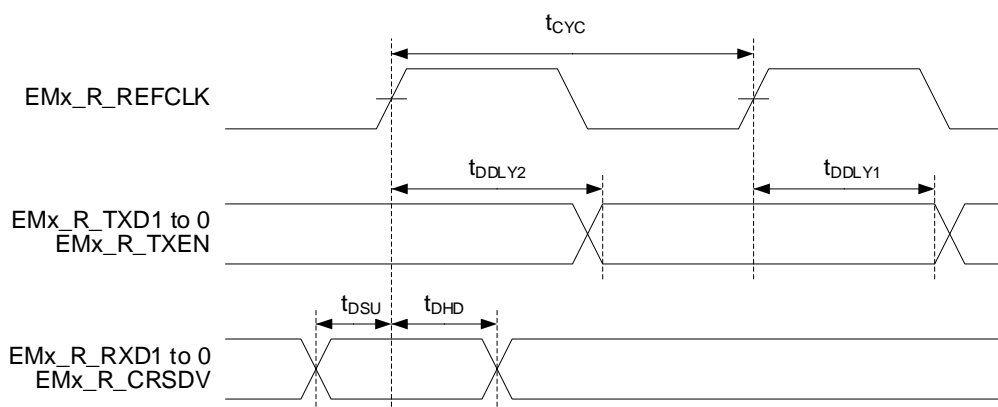 tCYC
EMx_R_REFCLK
tDDLY2
tDDLY1
EMx_R_TXD1 to 0
EMx_R_TXEN
tDSU
tDHD
EMx_R_RXD1 to 0
EMx_R_CRSDV